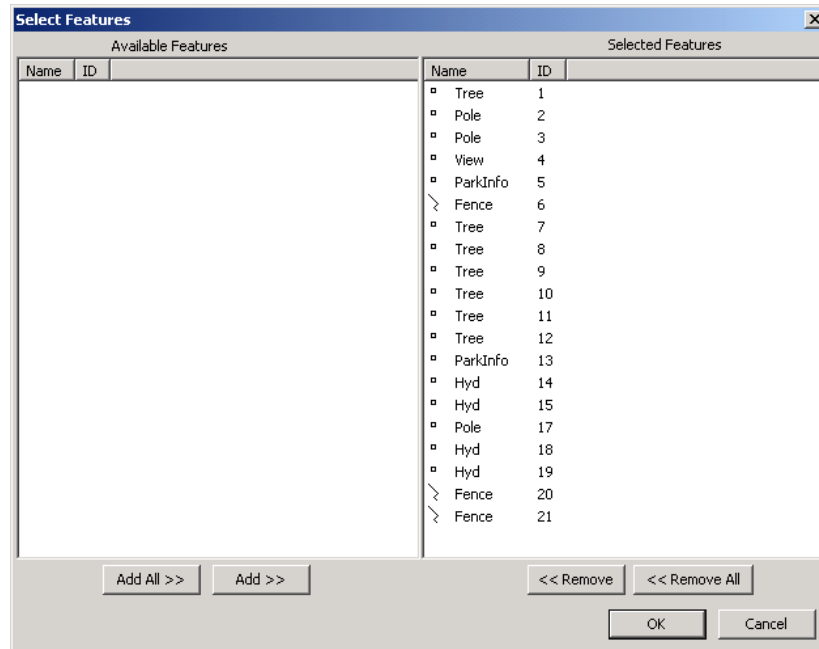 Select Features
Available Features Selected Features
Name ID Name ID
Tree 1
Pole 2
Pole 3
View 4
ParkInfo 5
Fence 6
Tree 7
Tree 8
Tree 9
Tree 10
Tree 11
Tree 12
ParkInfo 13
Hyd 14
Hyd 15
Pole 17
Hyd 18
Hyd 19
Fence 20
Fence 21
Add All >> Add >> << Remove << Remove All
OK Cancel